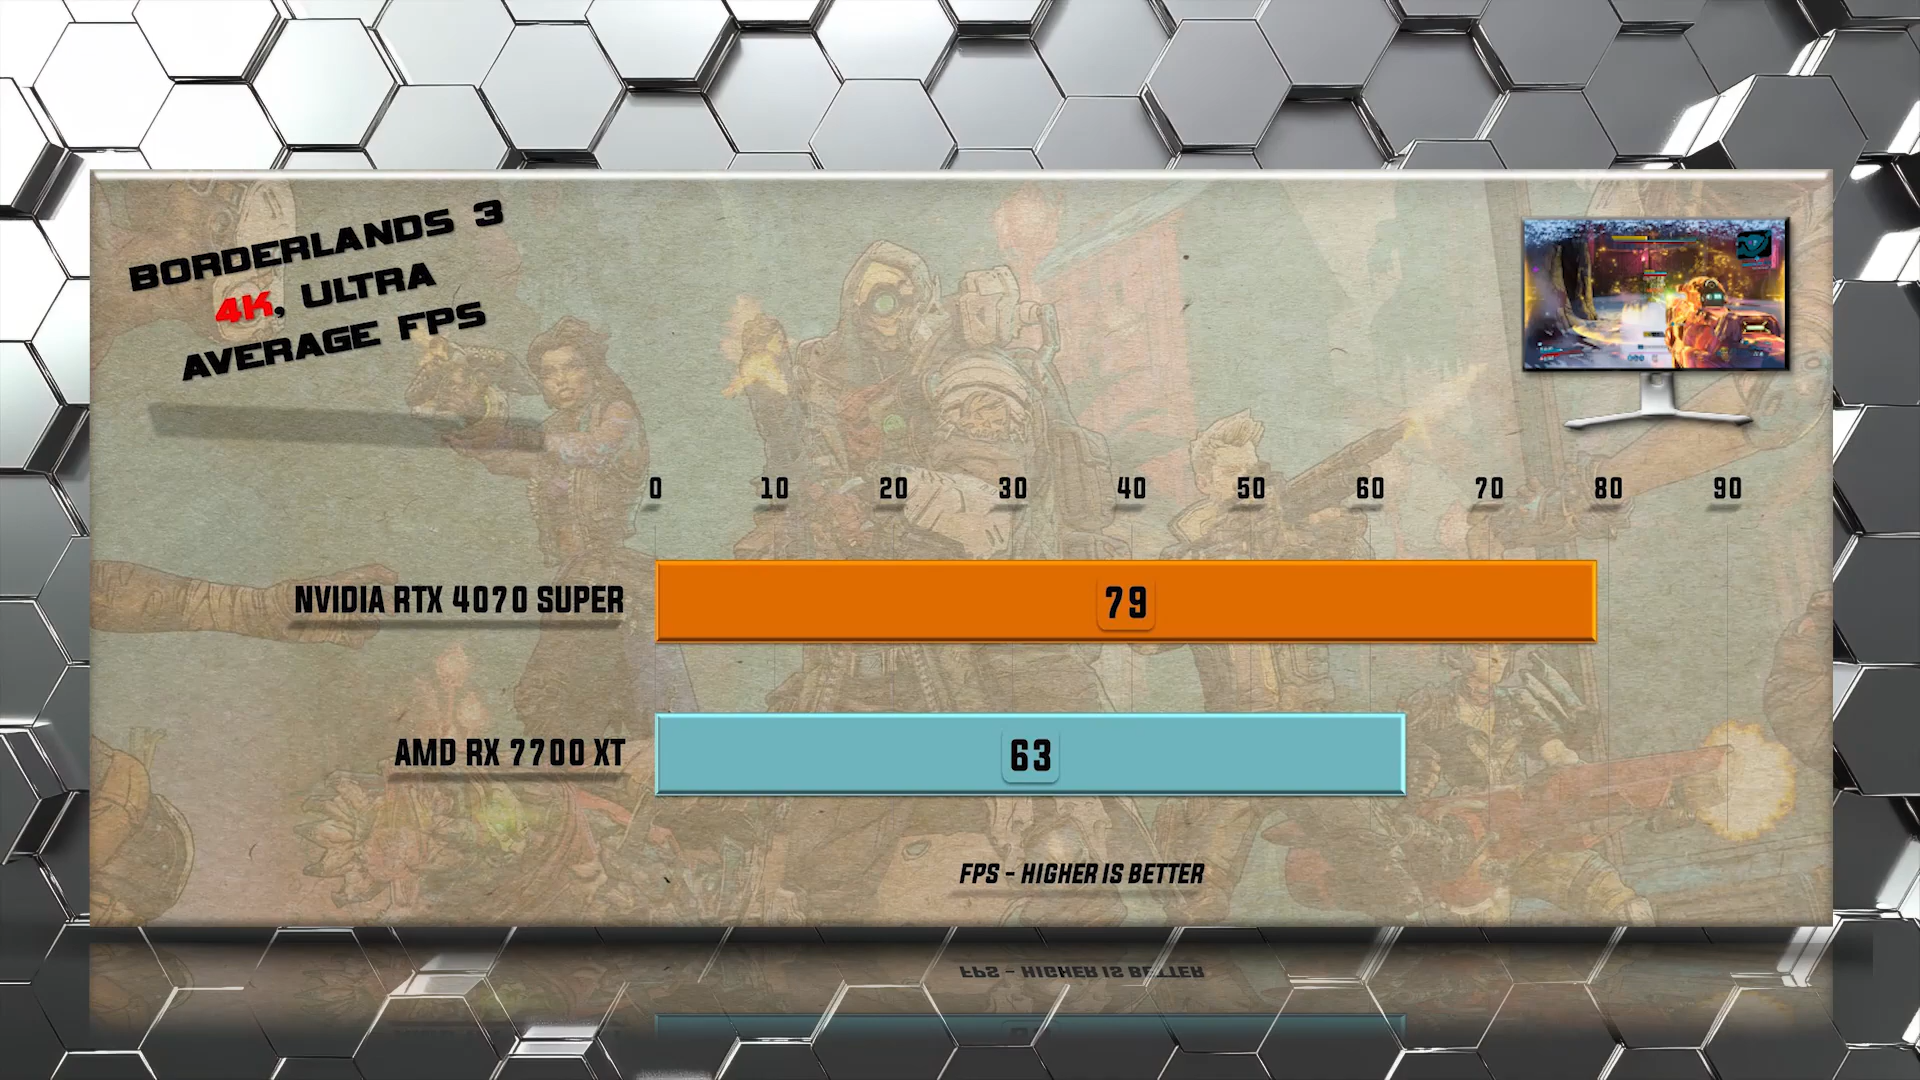 BORDERLANDS 3
4K, ULTRA
AVERAGE FPS
0 10 20 30 40 50 60 70 80 90
NVIDIA RTX 4070 SUPER 79
AMD RX 7700 XT 63
FPS - HIGHER IS BETTER